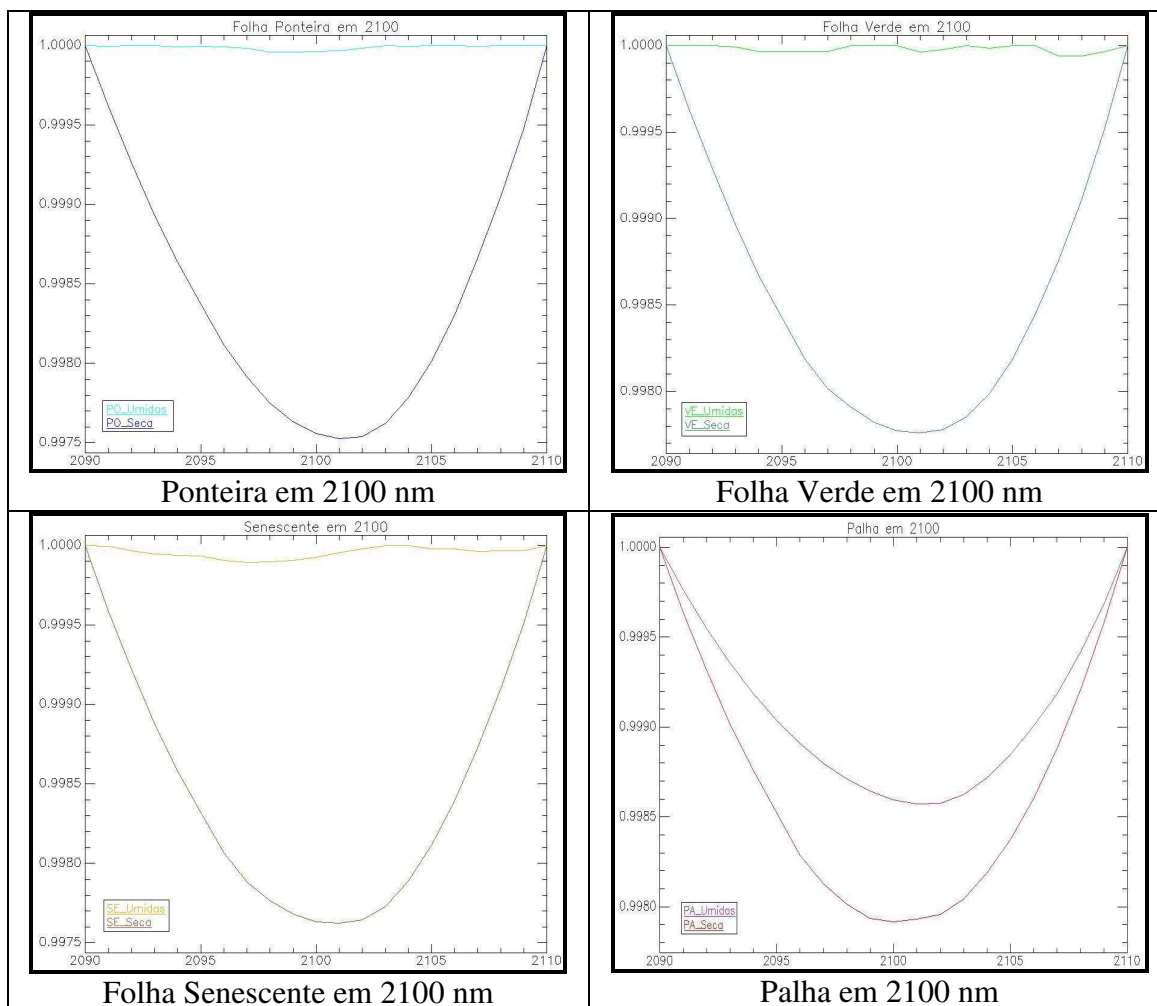 Folha Ponteira em 2100
1.0000
0.9995
0.9990
0.9985
0.9980
0.9975
PO_Umidas
PO_Seca
2090 2095 2100 2105 2110
Ponteira em 2100 nm
Folha Verde em 2100
1.0000
0.9995
0.9990
0.9985
0.9980
VE_Umidas
VE_Seca
2090 2095 2100 2105 2110
Folha Verde em 2100 nm
Senescente em 2100
1.0000
0.9995
0.9990
0.9985
0.9980
0.9975
SE_Umidas
SE_Seca
2090 2095 2100 2105 2110
Folha Senescente em 2100 nm
Palha em 2100
1.0000
0.9995
0.9990
0.9985
0.9980
PA_Umidas
PA_Seca
2090 2095 2100 2105 2110
Palha em 2100 nm